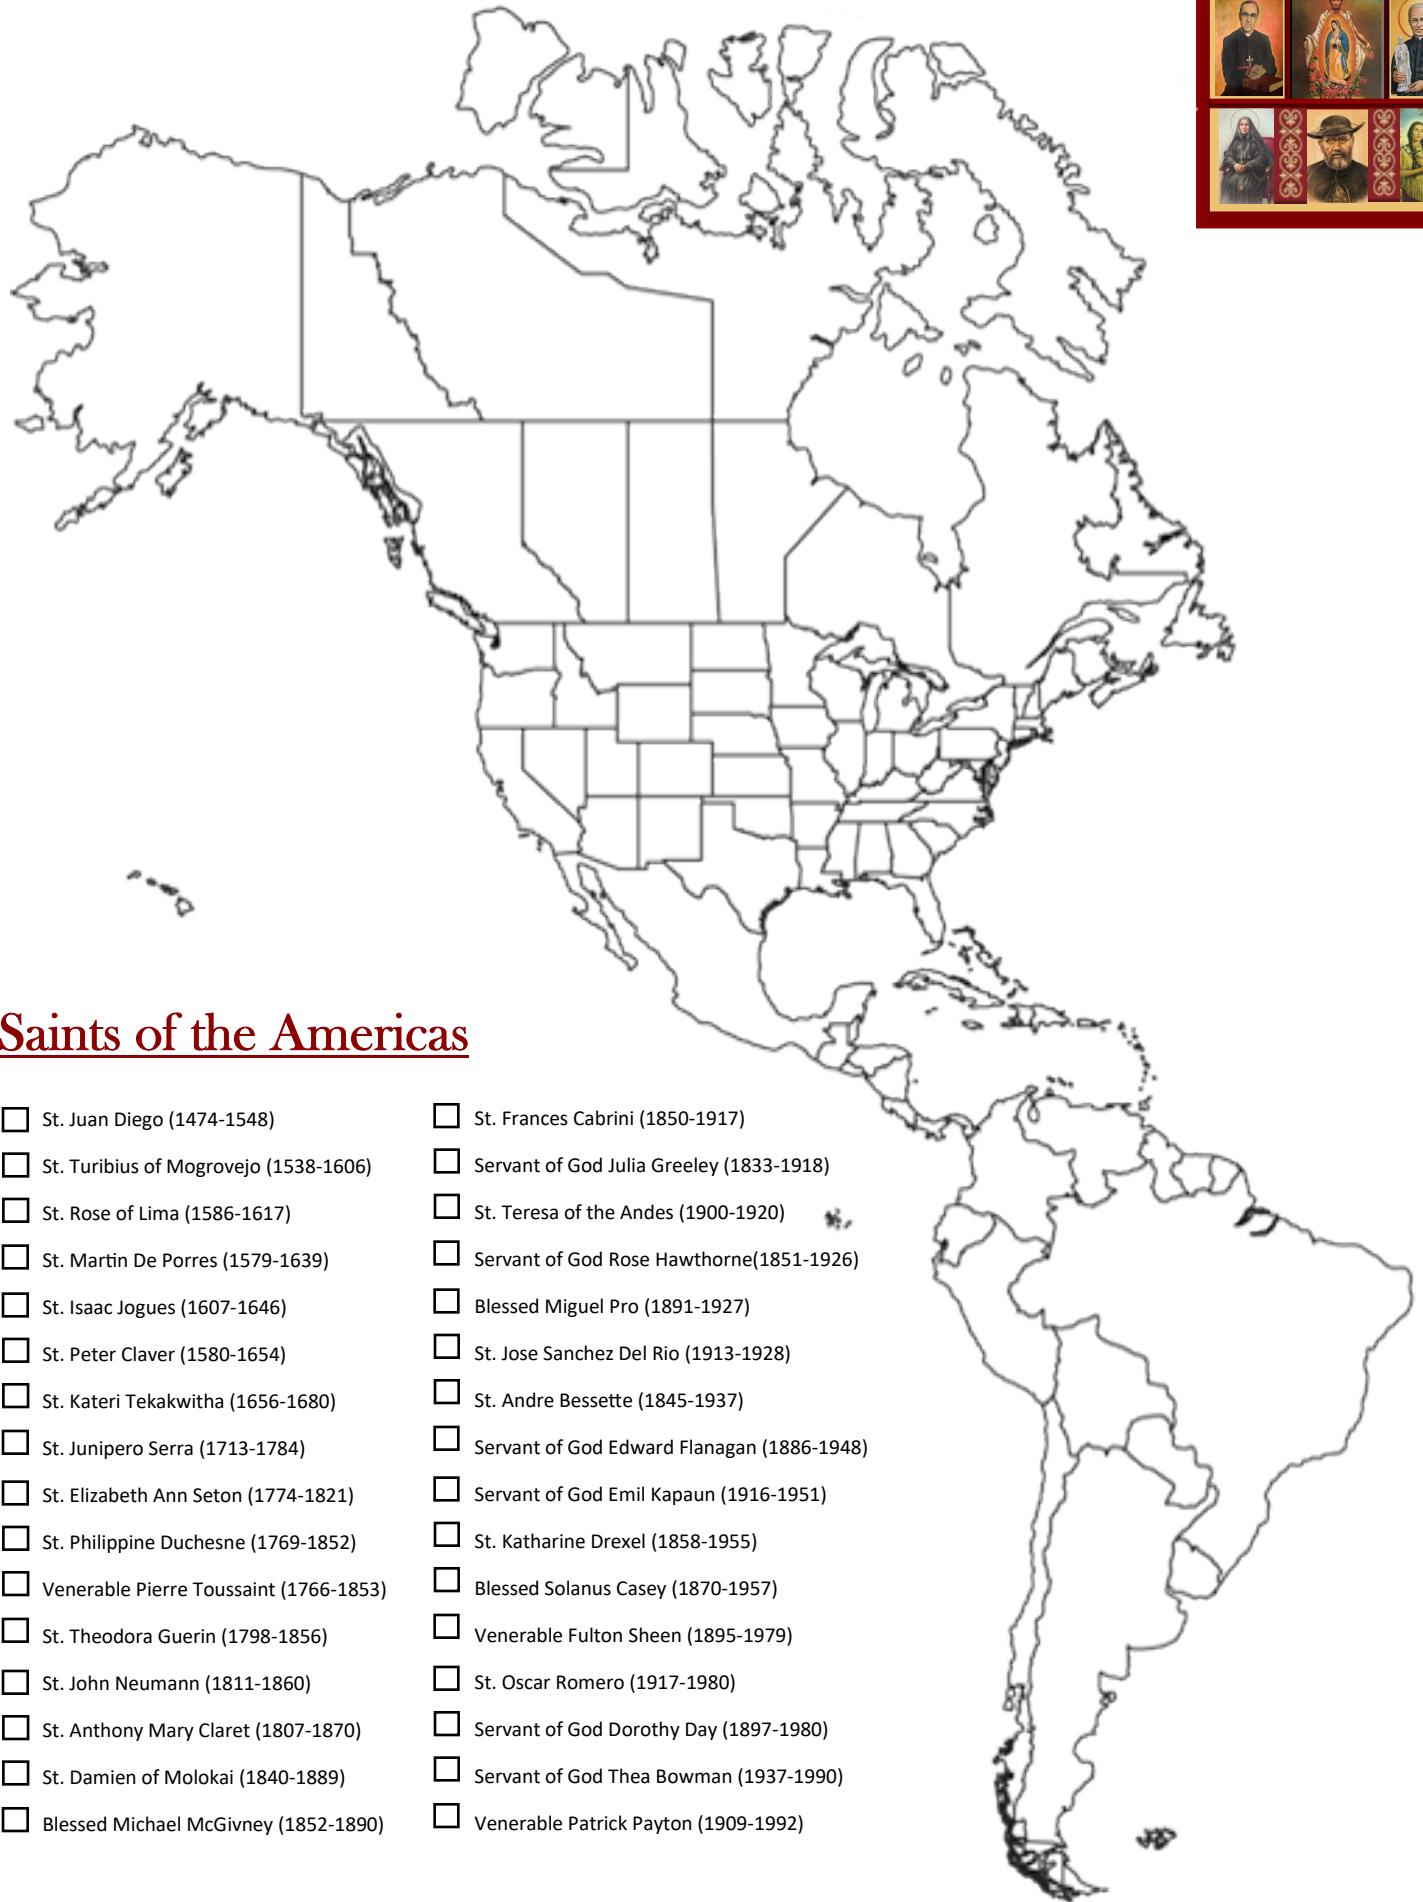 Saints of the Americas
St. Juan Diego (1474-1548)
St. Turibius of Mogrovejo (1538-1606)
St. Rose of Lima (1586-1617)
St. Martin De Porres (1579-1639)
St. Isaac Jogues (1607-1646)
St. Peter Claver (1580-1654)
St. Kateri Tekakwitha (1656-1680)
St. Junipero Serra (1713-1784)
St. Elizabeth Ann Seton (1774-1821)
St. Philippine Duchesne (1769-1852)
Venerable Pierre Toussaint (1766-1853)
St. Theodora Guerin (1798-1856)
St. John Neumann (1811-1860)
St. Anthony Mary Claret (1807-1870)
St. Damien of Molokai (1840-1889)
Blessed Michael McGivney (1852-1890)
St. Frances Cabrini (1850-1917)
Servant of God Julia Greeley (1833-1918)
St. Teresa of the Andes (1900-1920)
Servant of God Rose Hawthorne(1851-1926)
Blessed Miguel Pro (1891-1927)
St. Jose Sanchez Del Rio (1913-1928)
St. Andre Bessette (1845-1937)
Servant of God Edward Flanagan (1886-1948)
Servant of God Emil Kapaun (1916-1951)
St. Katharine Drexel (1858-1955)
Blessed Solanus Casey (1870-1957)
Venerable Fulton Sheen (1895-1979)
St. Oscar Romero (1917-1980)
Servant of God Dorothy Day (1897-1980)
Servant of God Thea Bowman (1937-1990)
Venerable Patrick Payton (1909-1992)